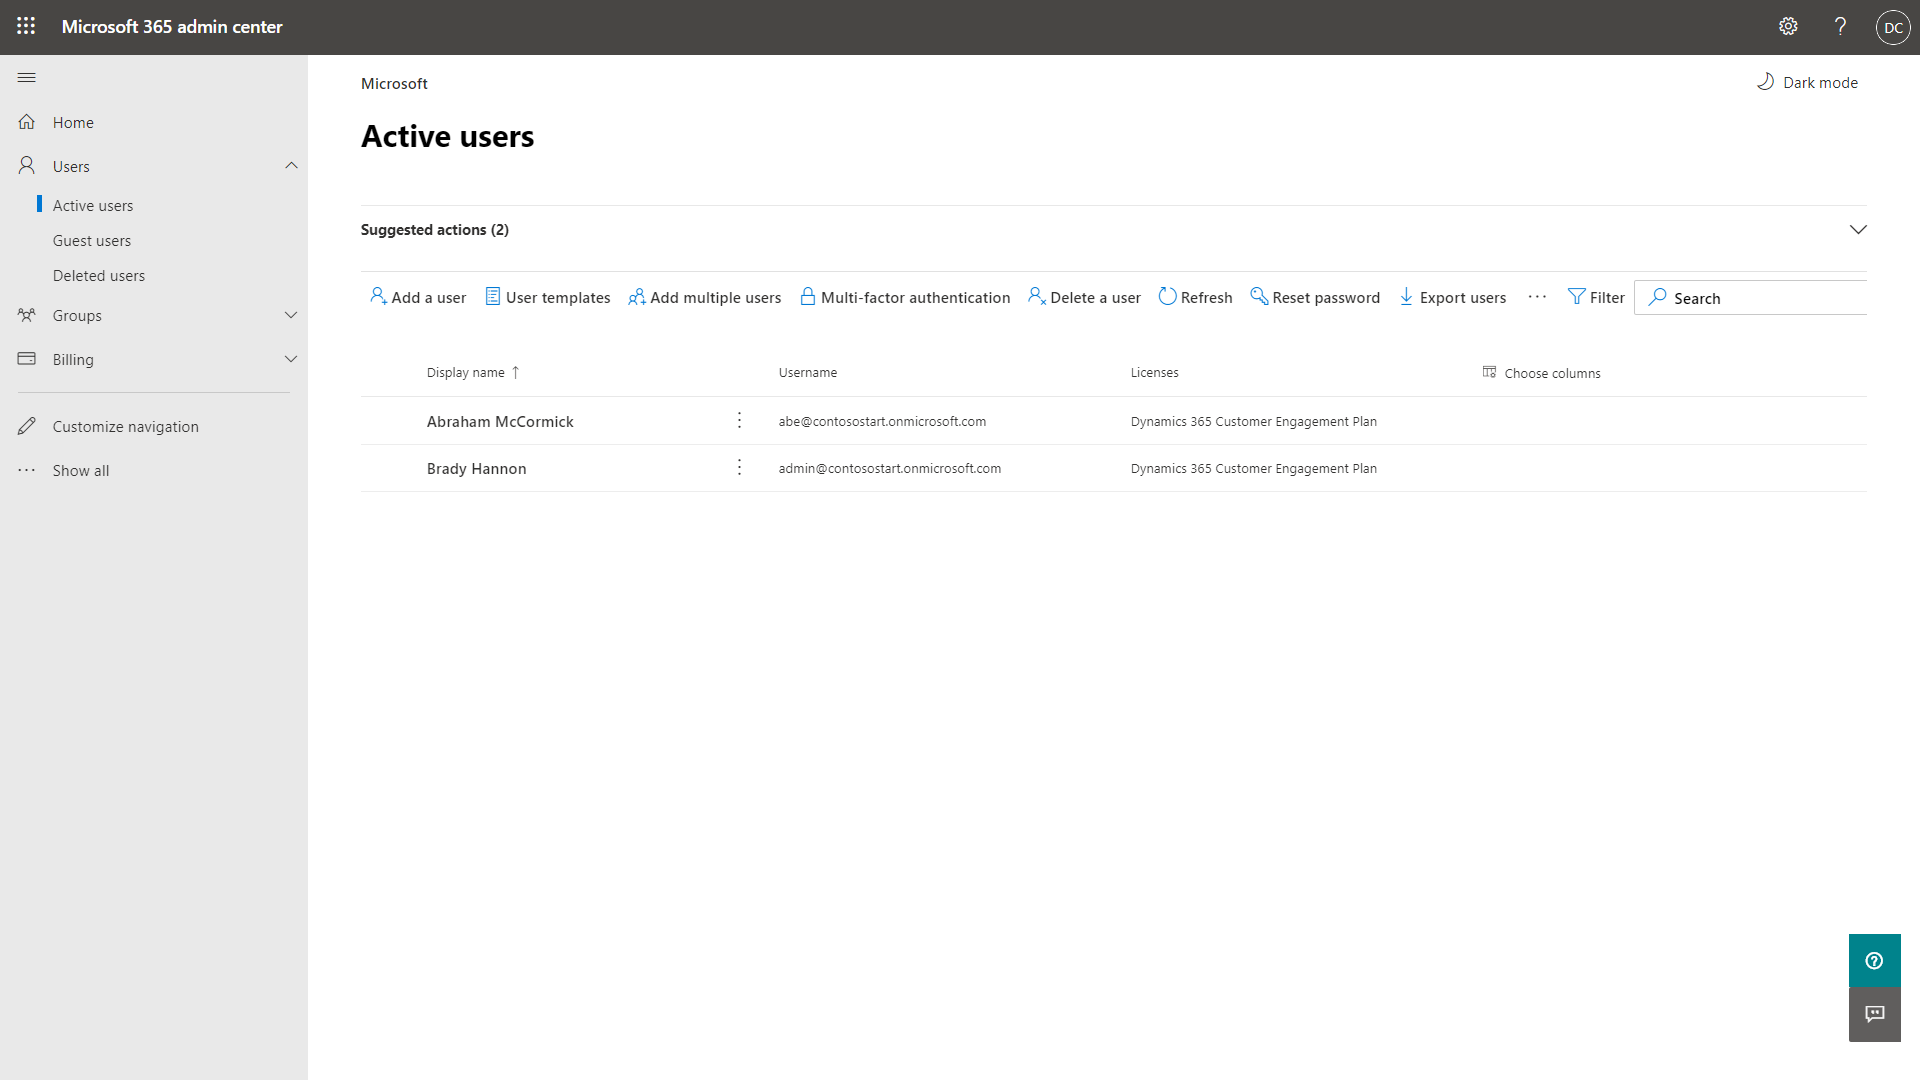 Microsoft 365 admin center
DC
Microsoft
Dark mode
Home
Users
Active users
Guest users
Deleted users
Groups
Billing
Customize navigation
Show all
Active users
Suggested actions (2)
Add a user
User templates
Add multiple users
Multi-factor authentication
Delete a user
Refresh
Reset password
Export users
Filter
Search
Display name ↑
Username
Licenses
Choose columns
Abraham McCormick
abe@contosostart.onmicrosoft.com
Dynamics 365 Customer Engagement Plan
Brady Hannon
admin@contosostart.onmicrosoft.com
Dynamics 365 Customer Engagement Plan